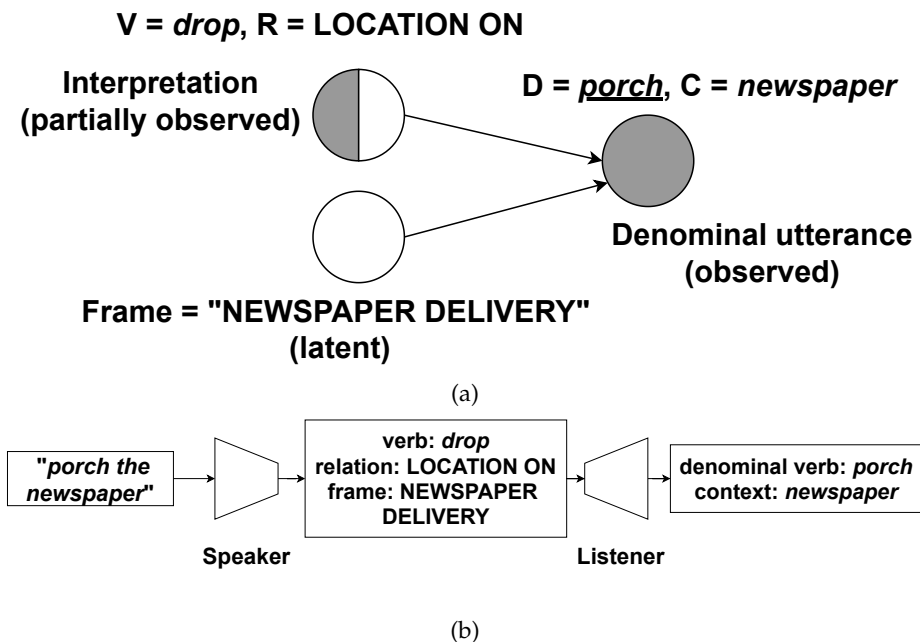 V = drop, R = LOCATION ON
Interpretation
(partially observed)
D = porch, C = newspaper
Denominal utterance
(observed)
Frame = "NEWSPAPER DELIVERY"
(latent)
(a)
"porch the
newspaper"
Speaker
verb: drop
relation: LOCATION ON
frame: NEWSPAPER
DELIVERY
Listener
denominal verb: porch
context: newspaper
(b)